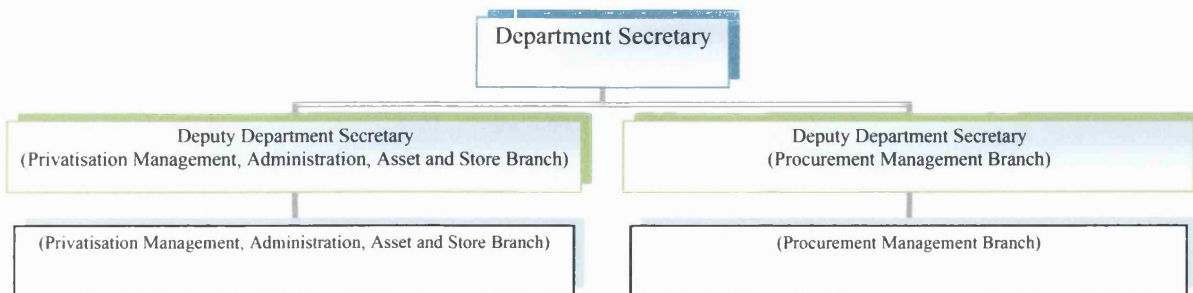 Department Secretary
Deputy Department Secretary
(Privatisation Management, Administration, Asset and Store Branch)
Deputy Department Secretary
(Procurement Management Branch)
(Privatisation Management, Administration, Asset and Store Branch)
(Procurement Management Branch)